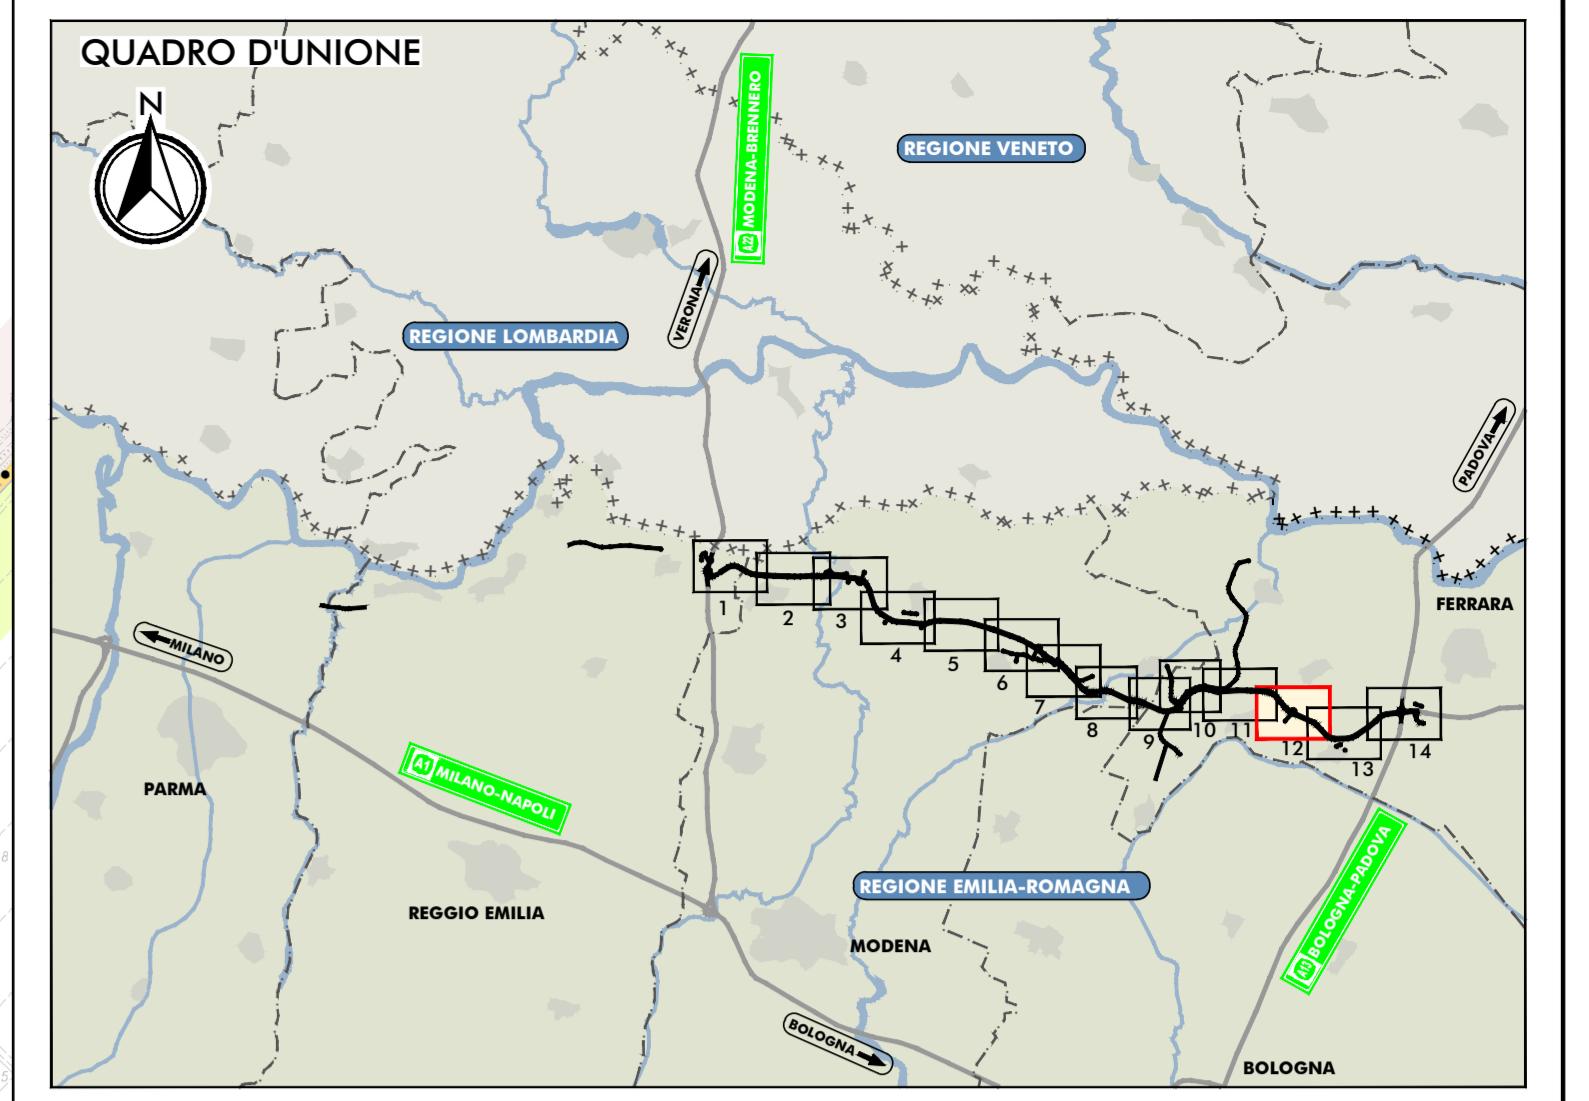 QUADRO D'UNIONE
N
A22 MODENA-BRENNERO
REGIONE VENETO
VERONA
REGIONE LOMBARDIA
PADOVA
FERRARA
MILANO
1
2
3
4
5
6
7
8
9
10
11
12
13
14
PARMA
A1 MILANO-NAPOLI
REGGIO EMILIA
REGIONE EMILIA-ROMAGNA
MODENA
A13 BOLOGNA-PADOVA
BOLOGNA
BOLOGNA
8
5